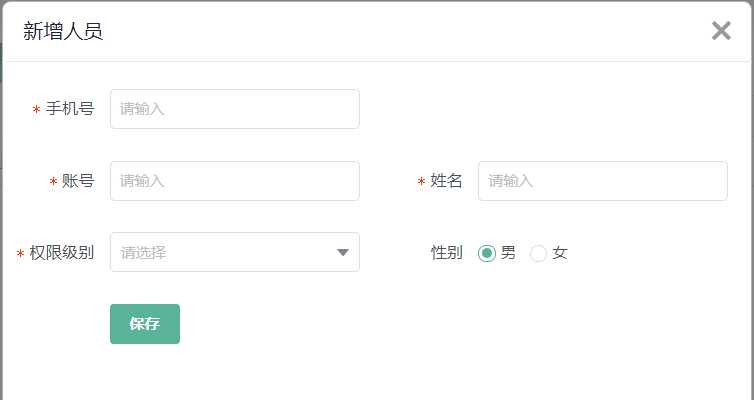 新增人员
* 手机号 请输入
* 账号 请输入 * 姓名 请输入
* 权限级别 请选择 性别 男 女
保存